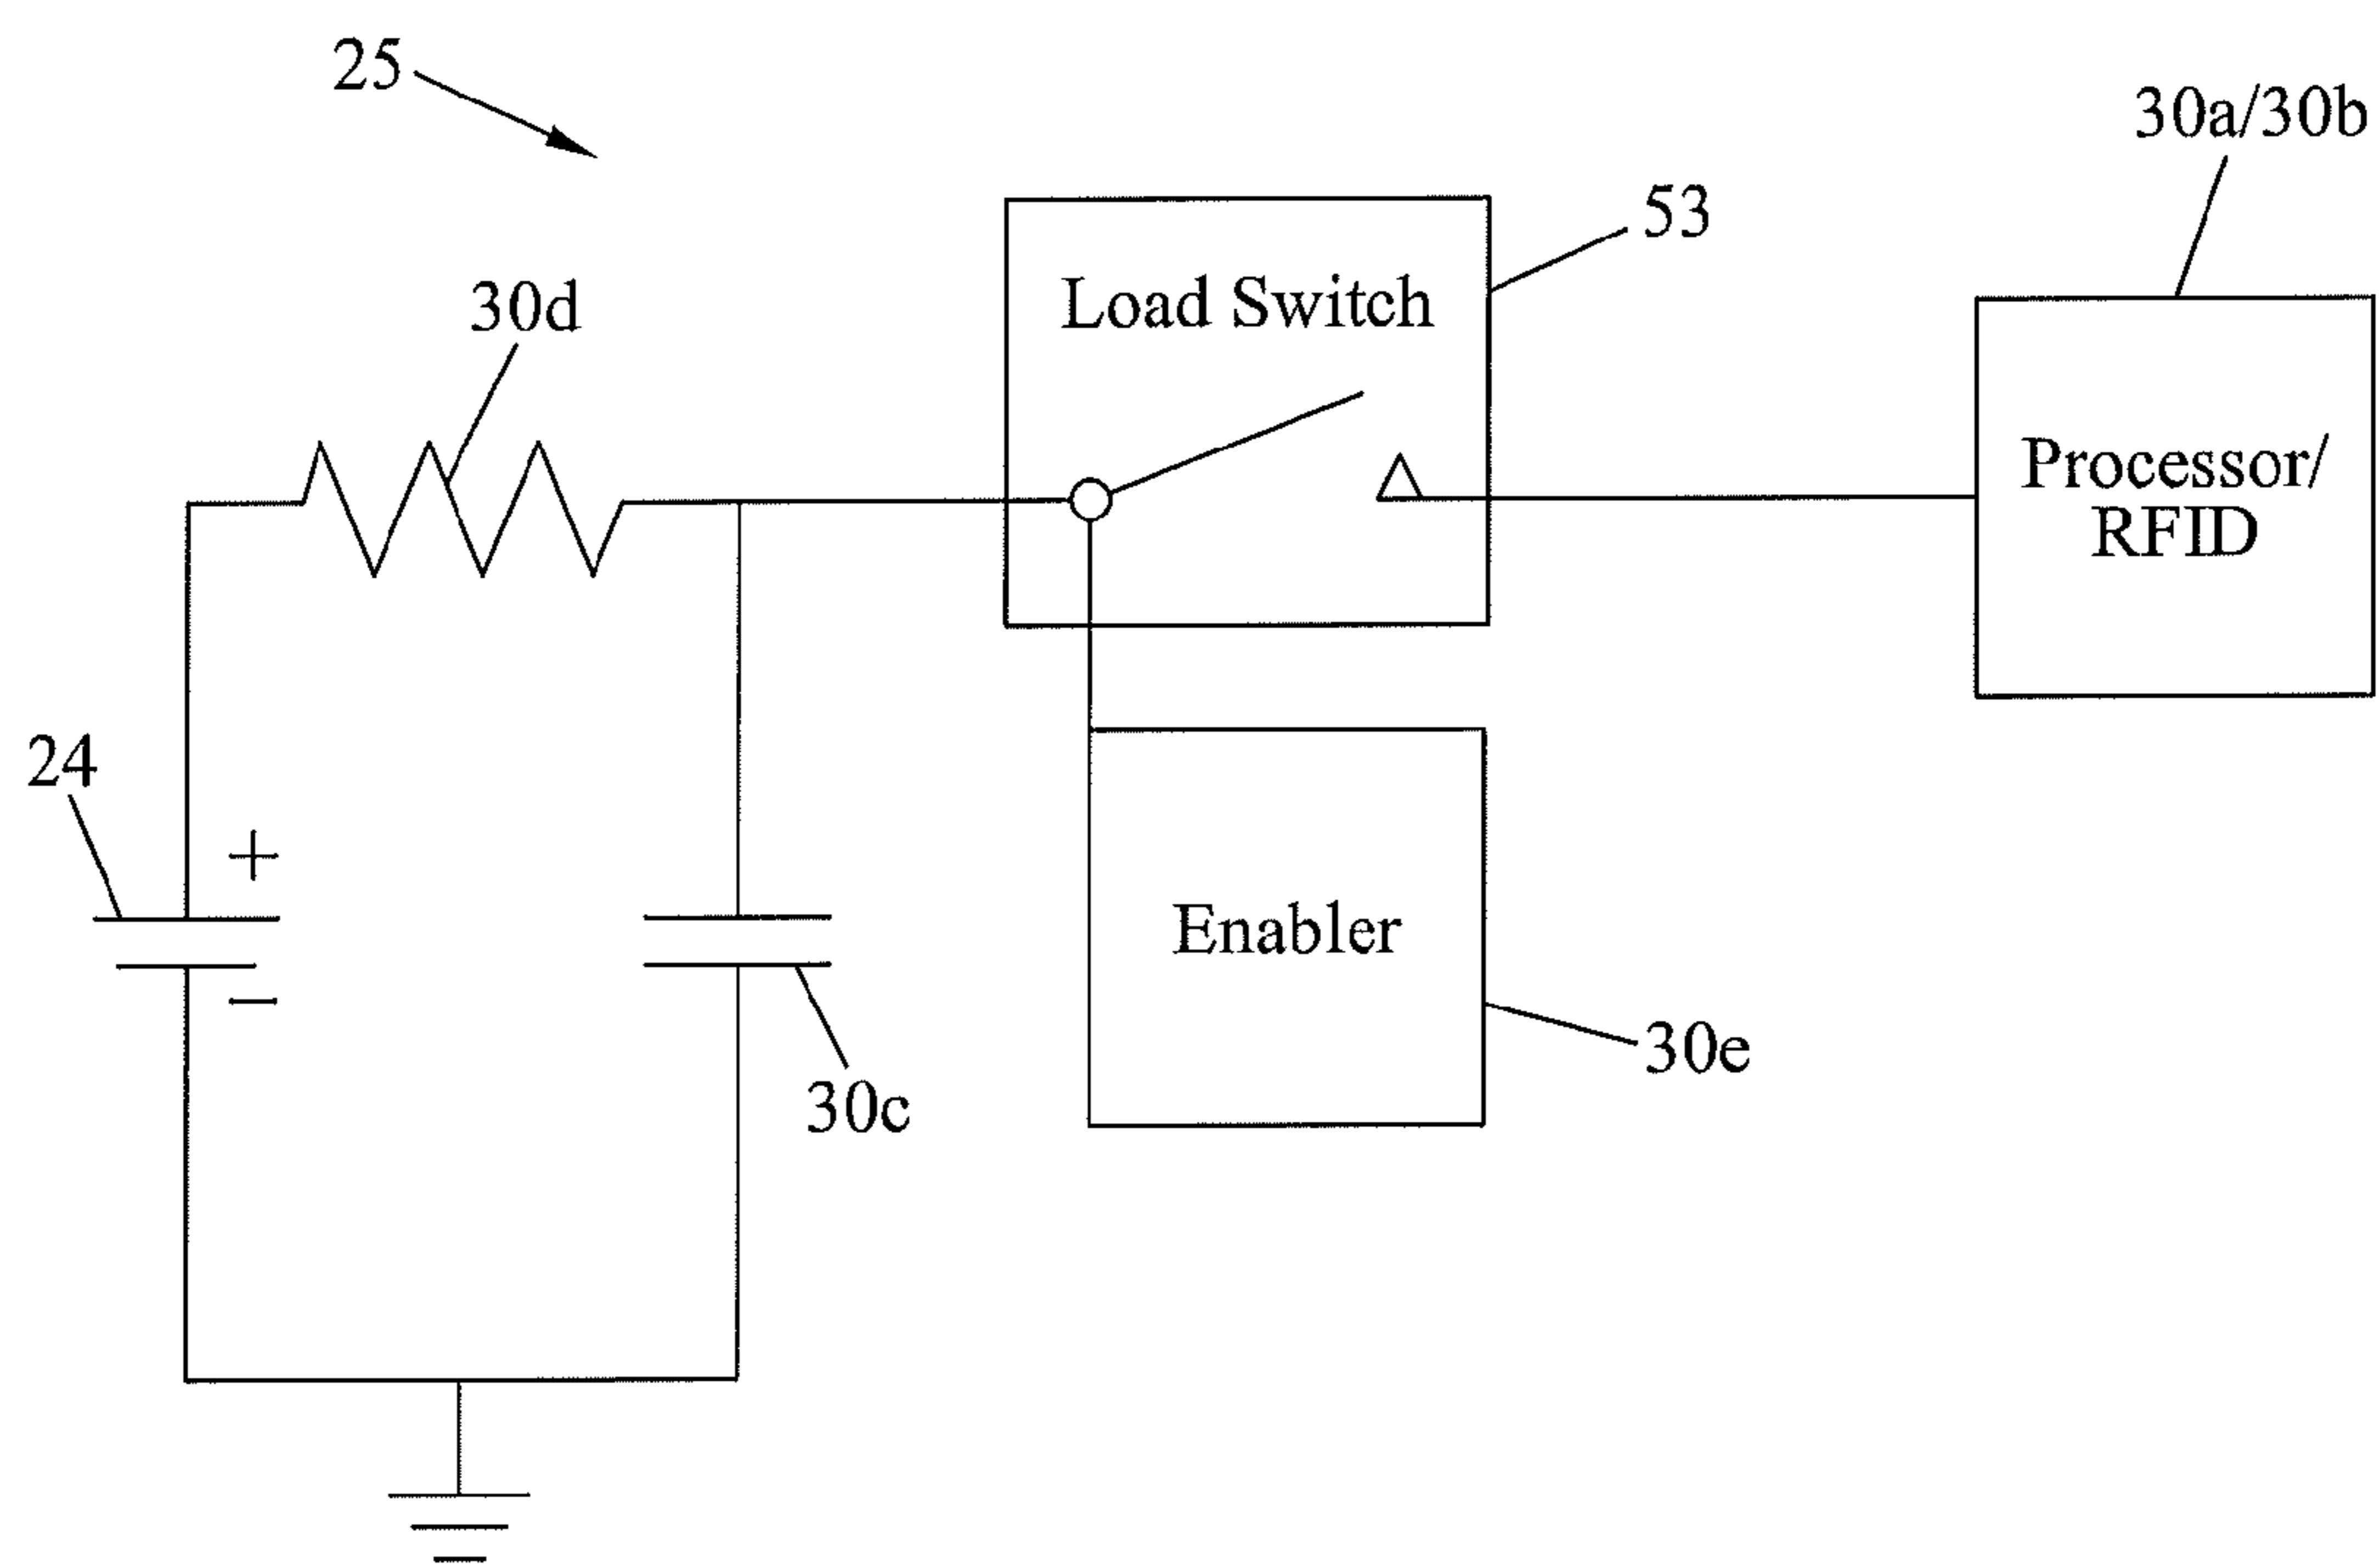 25
30a/30b
53
Load Switch
30d
Processor/
RFID
24
+
Enabler
−
30e
30c